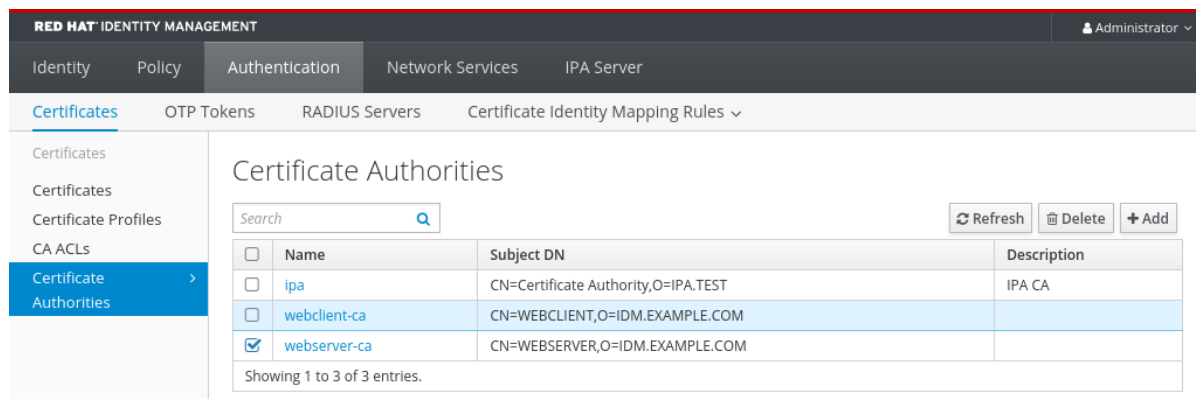 RED HAT® IDENTITY MANAGEMENT
Administrator
Identity Policy Authentication Network Services IPA Server
Certificates OTP Tokens RADIUS Servers Certificate Identity Mapping Rules
Certificates
Certificates
Certificate Profiles
CA ACLs
Certificate
Authorities
Certificate Authorities
Search
Refresh Delete Add
Name Subject DN Description
ipa CN=Certificate Authority,O=IPA.TEST IPA CA
webclient-ca CN=WEBCLIENT,O=IDM.EXAMPLE.COM
webserver-ca CN=WEBSERVER,O=IDM.EXAMPLE.COM
Showing 1 to 3 of 3 entries.